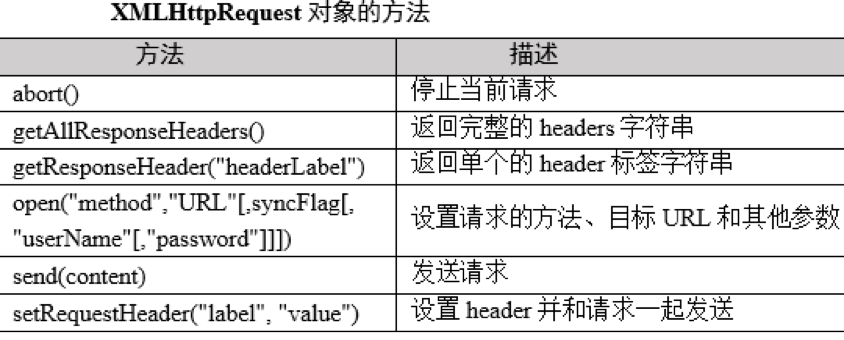 XMLHttpRequest 对象的方法
方法 描述
abort() 停止当前请求
getAllResponseHeaders() 返回完整的 headers 字符串
getResponseHeader("headerLabel") 返回单个的 header 标签字符串
open("method","URL"[,syncFlag[,
"userName"[,"password"]]]) 设置请求的方法、目标 URL 和其他参数
send(content) 发送请求
setRequestHeader("label", "value") 设置 header 并和请求一起发送